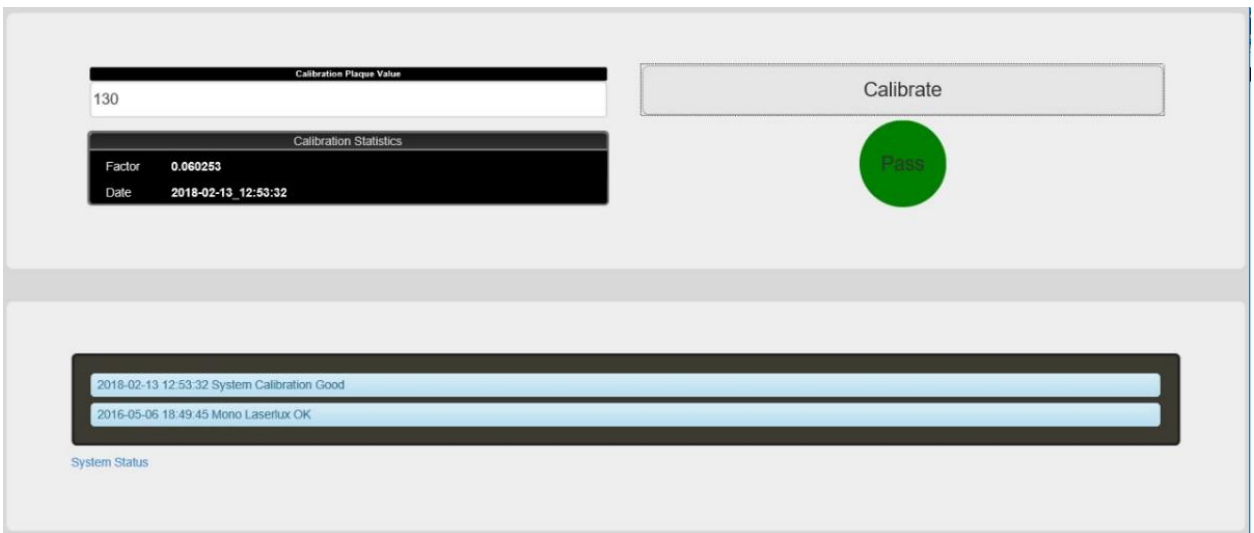 Calibration Plaque Value
130
Calibrate
Calibration Statistics
Factor 0.060253
Date 2018-02-13_12:53:32
Pass
2018-02-13 12:53:32 System Calibration Good
2016-05-06 18:49:45 Mono Laserlux OK
System Status